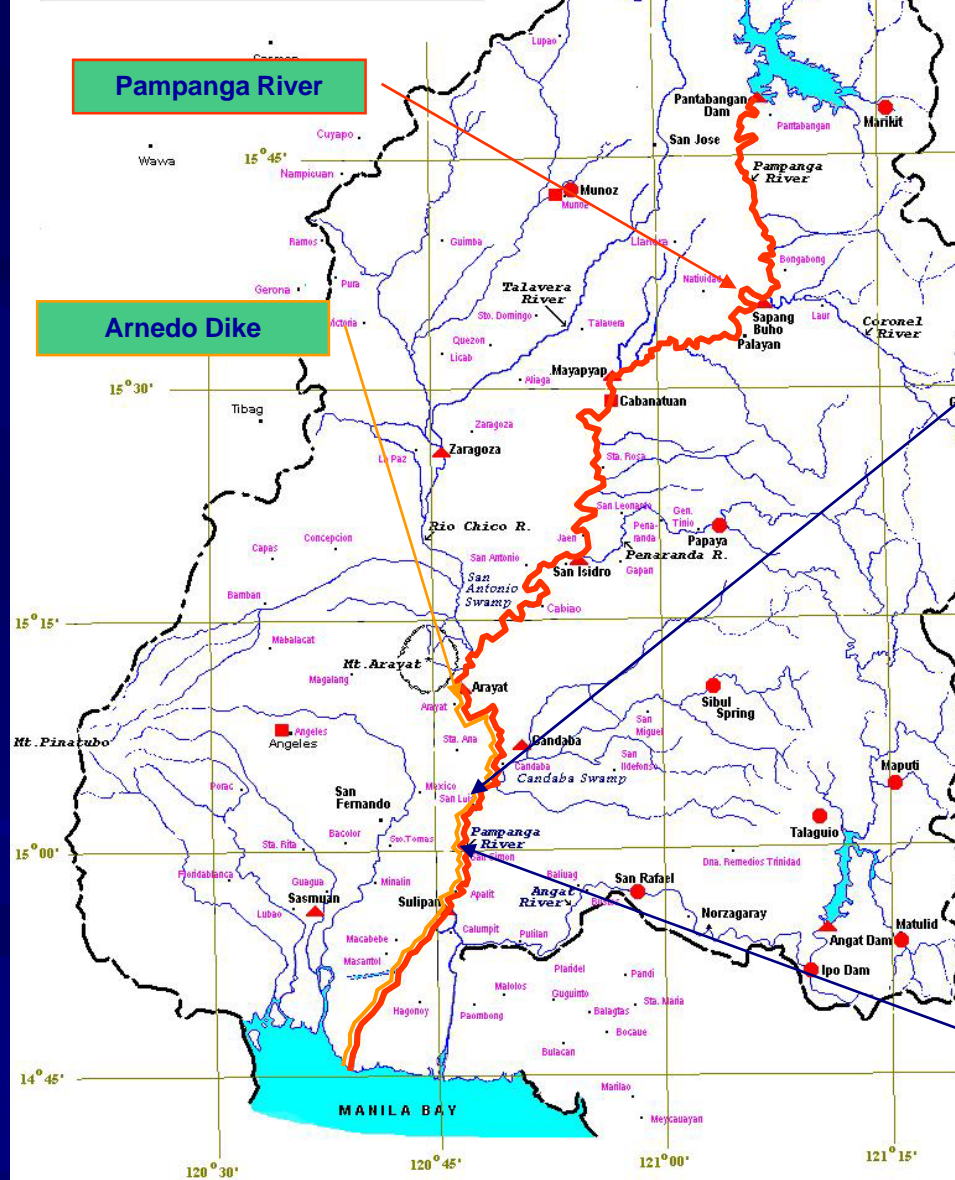 Lupao
Pampanga River
Pantabangan
Dam
Marikit
Pantabangan
Cuyapo
San Jose
Wawa
15°45'
Pampanga
River
Nampicuan
Munoz
Munoz
Ramos
Guimba
Llanera
Bongabong
Pura
Natividad
Gerona
Talavera
River
Arnedo Dike
Sto. Domingo
Talavera
Sapang
Buho
Laur
Coronel
River
Quezon
Palayan
Licab
Mayapyap
15°30'
Aliaga
Cabanatuan
Tibag
Zaragoza
Zaragoza
La Paz
Sta. Rosa
San Leonardo
Gen.
Tinio
Rio Chico R.
Pena-
randa
Papaya
Concepcion
Jaen
Penaranda R.
Capas
San Antonio
San Isidro
Gapan
San
Antonio
Swamp
Bamban
Cabiao
15°15'
Mabalacat
Mt.Arayat
Magalang
Arayat
Arayat
Sibul
Spring
San
Miguel
Mt.Pinatubo
Angeles
Angeles
Sta. Ana
Candaba
Candaba
San
Ildefonso
Candaba Swamp
Maputi
Porac
San
Fernando
Mexico
San Luis
Talaguio
Bacolor
Sto.Tomas
Pampanga
River
15°00'
Sta. Rita
San Simon
Dna. Remedios Trinidad
Floridablanca
Guagua
Minalin
Baliuag
San Rafael
Sasmuan
Apalit
Angat
River
Lubao
Sulipan
Norzagaray
Matulid
Macabebe
Calumpit
Pulilan
Angat Dam
Masantol
Plaridel
Pandi
Ipo Dam
Hagonoy
Paombong
Malolos
Guguinto
Balagtas
Sta. Maria
Bocaue
Bulacan
14°45'
Marilao
MANILA BAY
Meycauayan
120°30'
120°45'
121°00'
121°15'